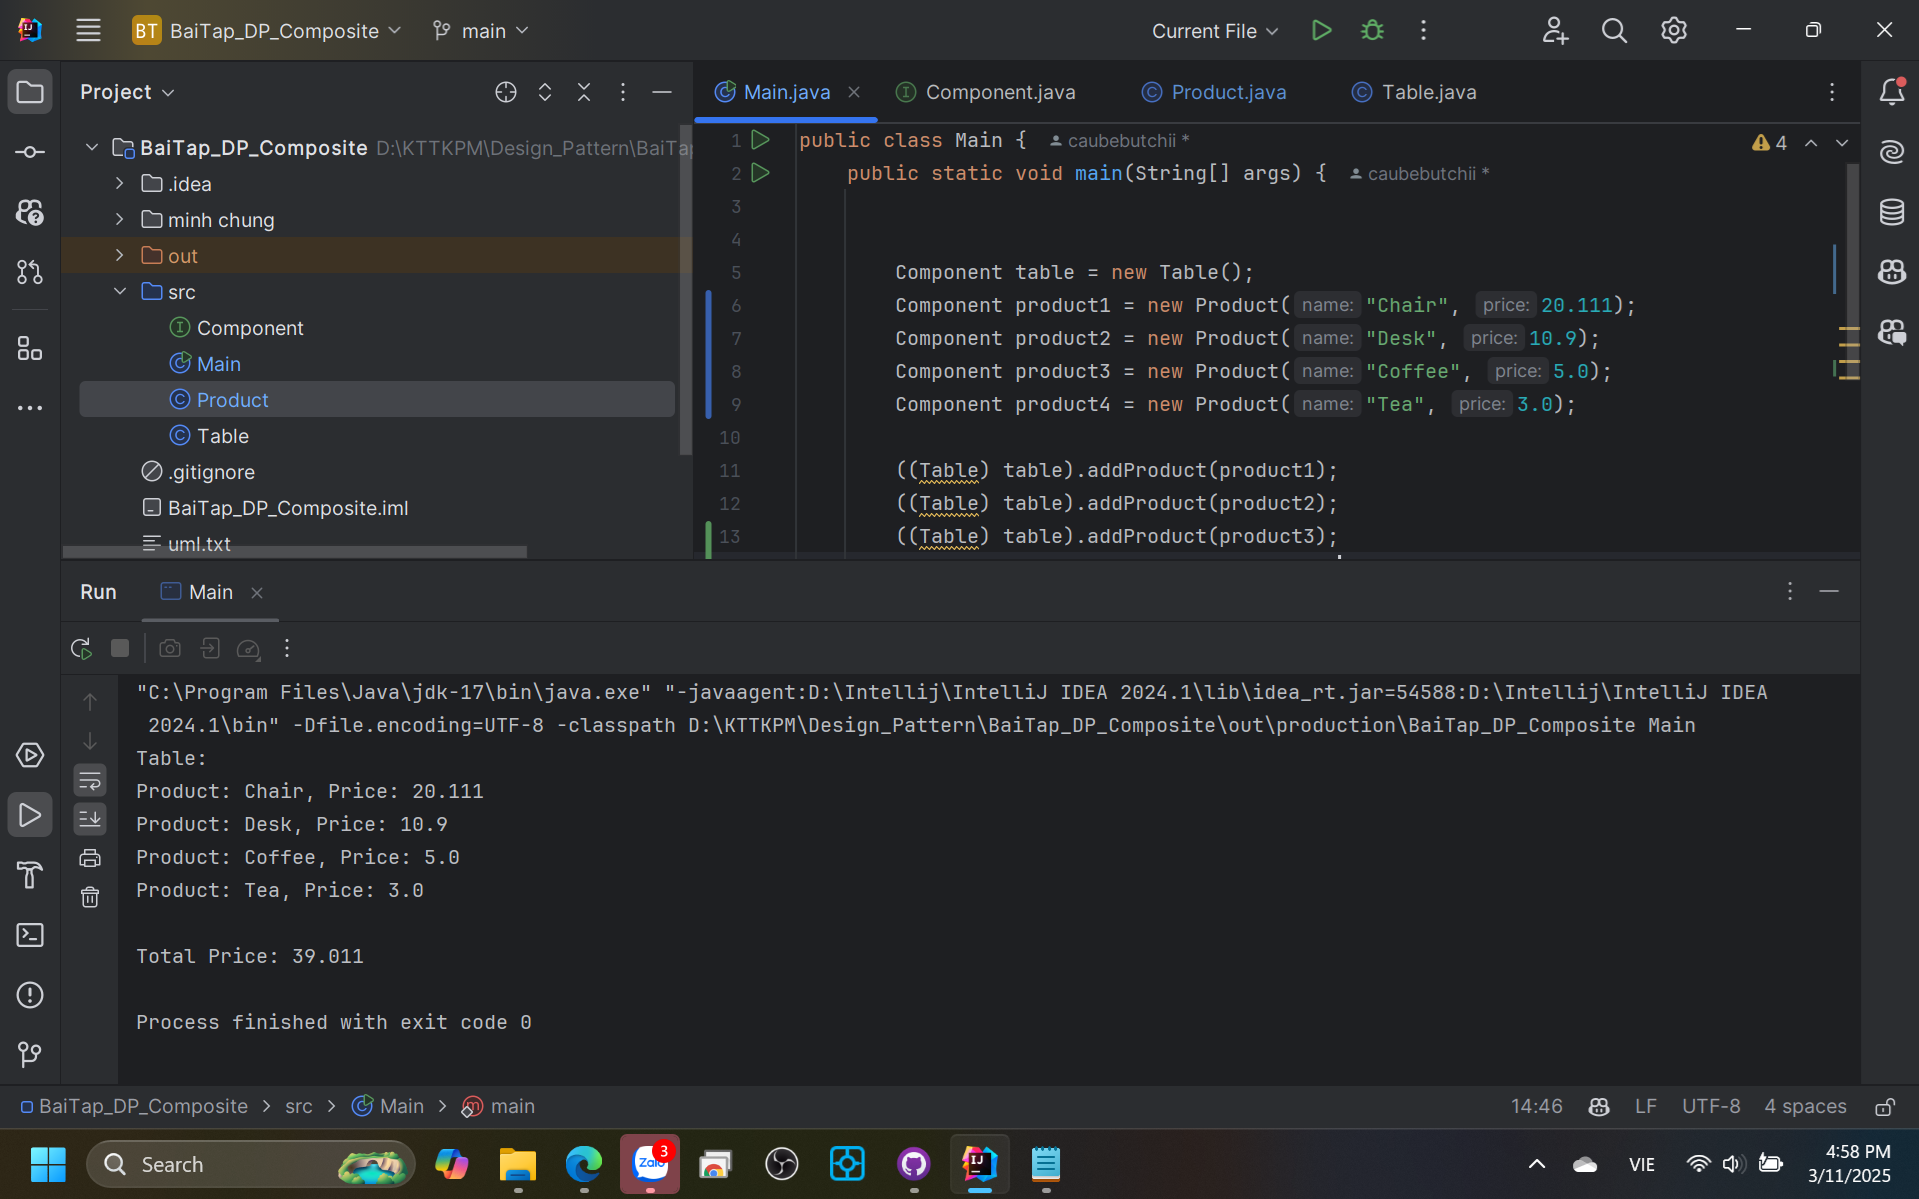 BT BaiTap_DP_Composite main Current File
Project
Main.java Component.java Product.java Table.java
BaiTap_DP_Composite D:\KTTKPM\Design_Pattern\BaiTap
.idea
minh chung
out
src
Component
Main
Product
Table
.gitignore
BaiTap_DP_Composite.iml
uml.txt
1 public class Main { caubebutchii *
2 public static void main(String[] args) { caubebutchii *
3
4
5 Component table = new Table();
6 Component product1 = new Product( name: "Chair", price: 20.111);
7 Component product2 = new Product( name: "Desk", price: 10.9);
8 Component product3 = new Product( name: "Coffee", price: 5.0);
9 Component product4 = new Product( name: "Tea", price: 3.0);
10
11 ((Table) table).addProduct(product1);
12 ((Table) table).addProduct(product2);
13 ((Table) table).addProduct(product3);
4
Run Main
"C:\Program Files\Java\jdk-17\bin\java.exe" "-javaagent:D:\Intellij\IntelliJ IDEA 2024.1\lib\idea_rt.jar=54588:D:\Intellij\IntelliJ IDEA
2024.1\bin" -Dfile.encoding=UTF-8 -classpath D:\KTTKPM\Design_Pattern\BaiTap_DP_Composite\out\production\BaiTap_DP_Composite Main
Table:
Product: Chair, Price: 20.111
Product: Desk, Price: 10.9
Product: Coffee, Price: 5.0
Product: Tea, Price: 3.0
Total Price: 39.011
Process finished with exit code 0
BaiTap_DP_Composite > src > Main > main 14:46 LF UTF-8 4 spaces
Search Zalo 3 VIE 4:58 PM
3/11/2025